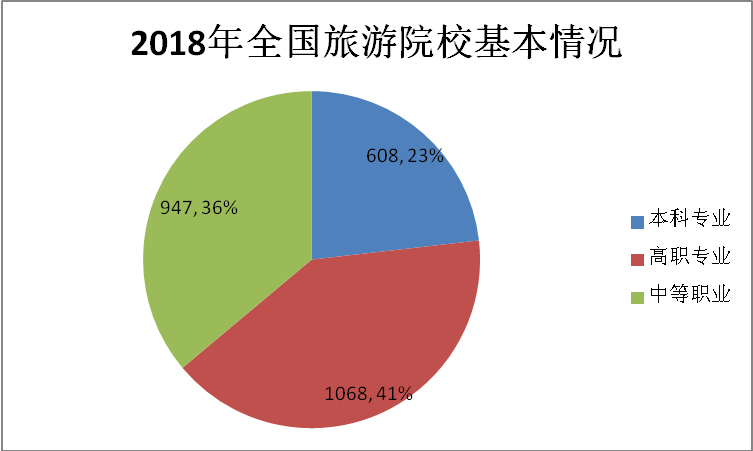 2018年全国旅游院校基本情况
608, 23%
947, 36%
1068, 41%
本科专业
高职专业
中等职业